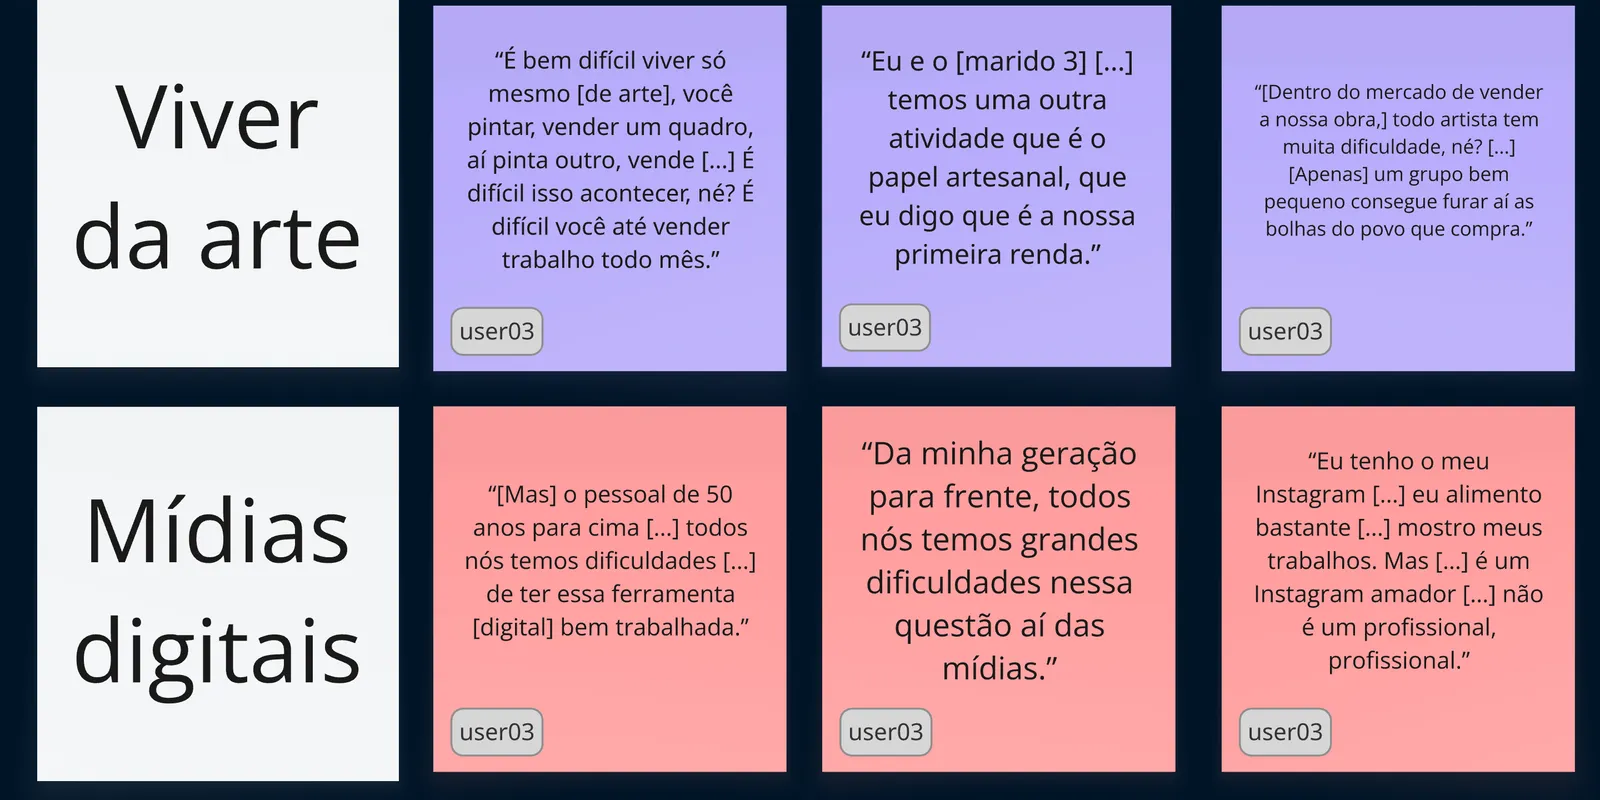 Viver
da arte
“É bem difícil viver só
mesmo [de arte], você
pintar, vender um quadro,
aí pinta outro, vende [...] É
difícil isso acontecer, né? É
difícil você até vender
trabalho todo mês.”
user03
“Eu e o [marido 3] [...]
temos uma outra
atividade que é o
papel artesanal, que
eu digo que é a nossa
primeira renda.”
user03
“[Dentro do mercado de vender
a nossa obra,] todo artista tem
muita dificuldade, né? [...]
[Apenas] um grupo bem
pequeno consegue furar aí as
bolhas do povo que compra.”
user03
Mídias
digitais
“[Mas] o pessoal de 50
anos para cima [...] todos
nós temos dificuldades [...]
de ter essa ferramenta
[digital] bem trabalhada.”
user03
“Da minha geração
para frente, todos
nós temos grandes
dificuldades nessa
questão aí das
mídias.”
user03
“Eu tenho o meu
Instagram [...] eu alimento
bastante [...] mostro meus
trabalhos. Mas [...] é um
Instagram amador [...] não
é um profissional,
profissional.”
user03